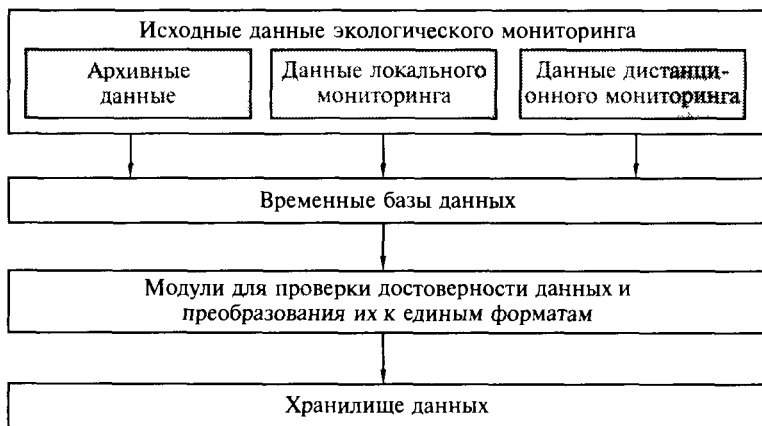 Исходные данные экологического мониторинга
Архивные
данные
Данные локального
мониторинга
Данные дистанци-
онного мониторинга
Временные базы данных
Модули для проверки достоверности данных и
преобразования их к единым форматам
Хранилище данных